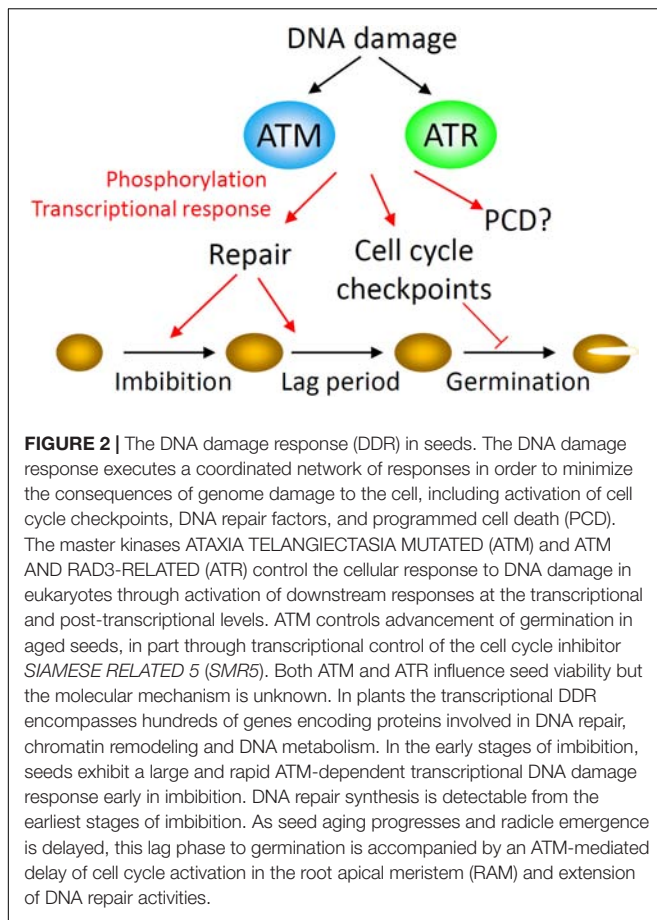 DNA damage
ATM
ATR
Phosphorylation
Transcriptional response
PCD?
Repair
Cell cycle
checkpoints
Imbibition
Lag period
Germination
FIGURE 2 | The DNA damage response (DDR) in seeds. The DNA damage
response executes a coordinated network of responses in order to minimize
the consequences of genome damage to the cell, including activation of cell
cycle checkpoints, DNA repair factors, and programmed cell death (PCD).
The master kinases ATAXIA TELANGIECTASIA MUTATED (ATM) and ATM
AND RAD3-RELATED (ATR) control the cellular response to DNA damage in
eukaryotes through activation of downstream responses at the transcriptional
and post-transcriptional levels. ATM controls advancement of germination in
aged seeds, in part through transcriptional control of the cell cycle inhibitor
SIAMESE RELATED 5 (SMR5). Both ATM and ATR influence seed viability but
the molecular mechanism is unknown. In plants the transcriptional DDR
encompasses hundreds of genes encoding proteins involved in DNA repair,
chromatin remodeling and DNA metabolism. In the early stages of imbibition,
seeds exhibit a large and rapid ATM-dependent transcriptional DNA damage
response early in imbibition. DNA repair synthesis is detectable from the
earliest stages of imbibition. As seed aging progresses and radicle emergence
is delayed, this lag phase to germination is accompanied by an ATM-mediated
delay of cell cycle activation in the root apical meristem (RAM) and extension
of DNA repair activities.